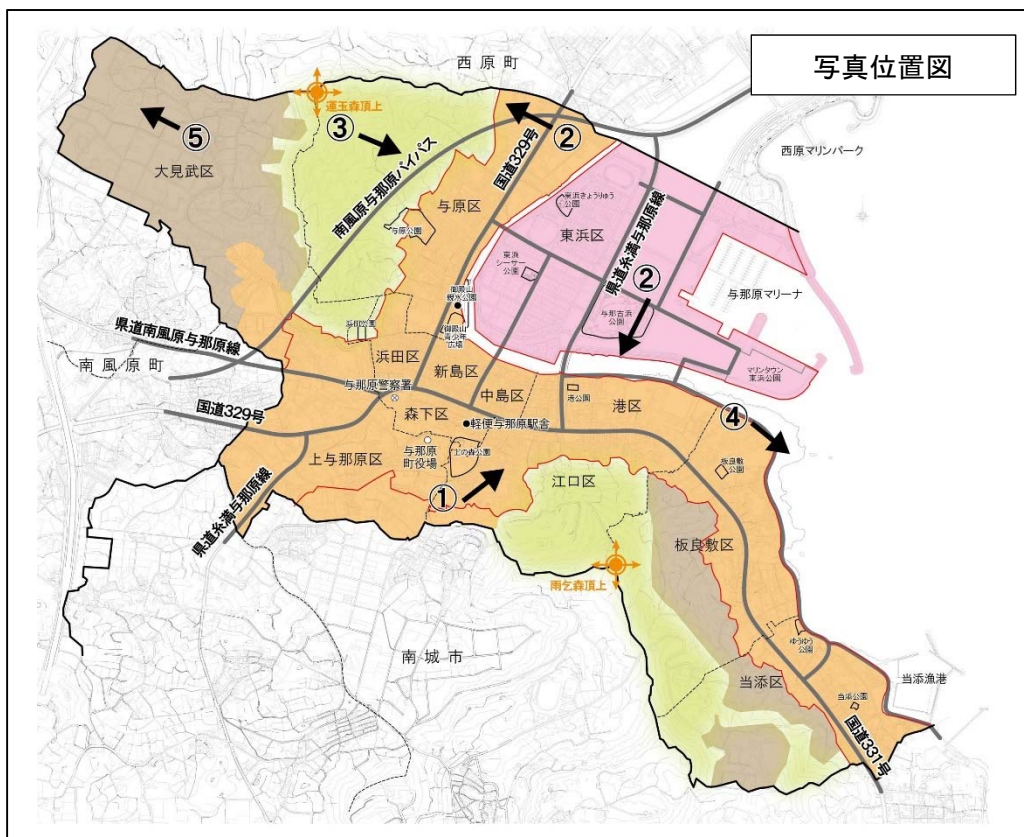 写真位置図
西原町
運玉森頂上
⑤
③
②
大見武区
西原マリンパーク
国道329号
南風原与那原バイパス
与原区
東浜きょうりゅう
公園
東浜区
県道糸満与那原線
与原公園
東浜
シーサー
公園
②
与那原マリーナ
御殿山
親水公園
与那古浜
公園
御殿山
青少年
広場
県道南風原与那原線
浜田公園
マリンタウン
東浜公園
南風原町
浜田区
新島区
与那原警察署
中島区
港公園
港区
国道329号
森下区
軽便与那原駅舎
④
上与那原区
与那原
町役場
上の森公園
板良敷
公園
①
江口区
県道糸満与那原線
板良敷区
雨乞森頂上
ゆうゆう
公園
南城市
当添区
当添漁港
当添公園
国道331号